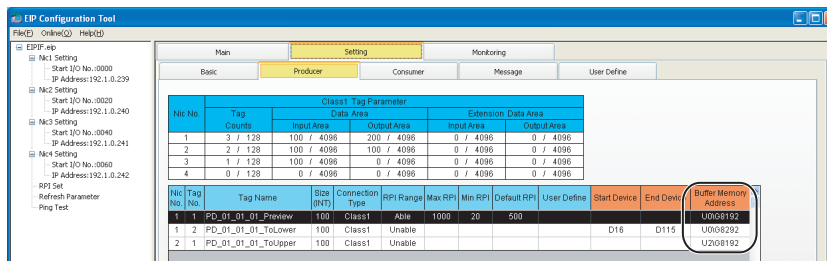 EIP Configuration Tool
File(F) Online(O) Help(H)
EIPIF.eip
Nic1 Setting
Start I/O No.:0000
IP Address:192.1.0.239
Nic2 Setting
Start I/O No.:0020
IP Address:192.1.0.240
Nic3 Setting
Start I/O No.:0040
IP Address:192.1.0.241
Nic4 Setting
Start I/O No.:0060
IP Address:192.1.0.242
RPI Set
Refresh Parameter
Ping Test
Main Setting Monitoring
Basic Producer Consumer Message User Define
Nic No. Class1 Tag Parameter
Tag Counts Data Area Extension Data Area
Input Area Output Area Input Area Output Area
1 3 / 128 100 / 4096 200 / 4096 0 / 4096 0 / 4096
2 2 / 128 100 / 4096 100 / 4096 0 / 4096 0 / 4096
3 1 / 128 100 / 4096 0 / 4096 0 / 4096 0 / 4096
4 0 / 128 0 / 4096 0 / 4096 0 / 4096 0 / 4096
Nic No. Tag No. Tag Name Size (INT) Connection Type RPI Range Max RPI Min RPI Default RPI User Define Start Device End Device Buffer Memory Address
1 1 PD_01_01_01_Preview 100 Class1 Able 1000 20 500 U0\G8192
1 2 PD_01_01_01_ToLower 100 Class1 Unable D16 D115 U0\G8292
2 1 PD_01_01_01_ToUpper 100 Class1 Unable U2\G8192